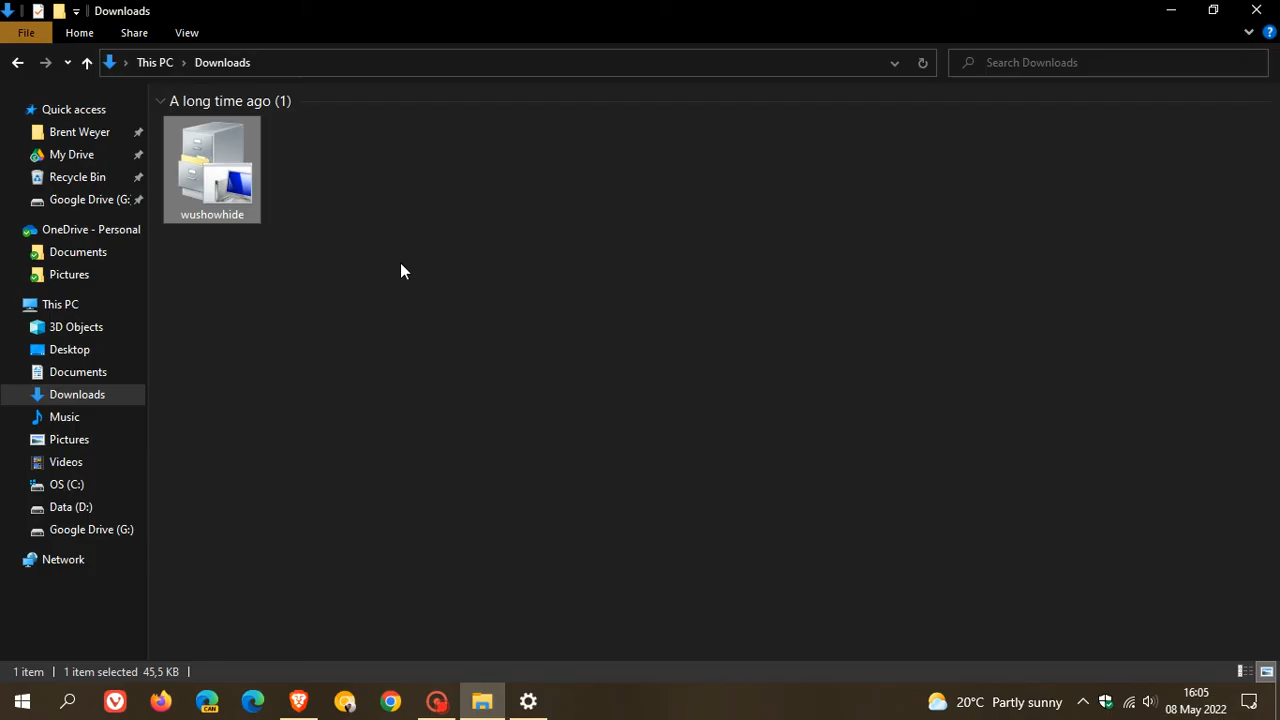 Downloads
File
Home
Share
View
This PC
Downloads
Search Downloads
Quick access
Brent Weyer
My Drive
Recycle Bin
Google Drive (G:
OneDrive - Personal
Documents
Pictures
This PC
3D Objects
Desktop
Documents
Downloads
Music
Pictures
Videos
OS (C:)
Data (D:)
Google Drive (G:)
Network
A long time ago (1)
wushowhide
1 item
1 item selected 45,5 KB
CAN
20°C Partly sunny
6:05
08 May 2022